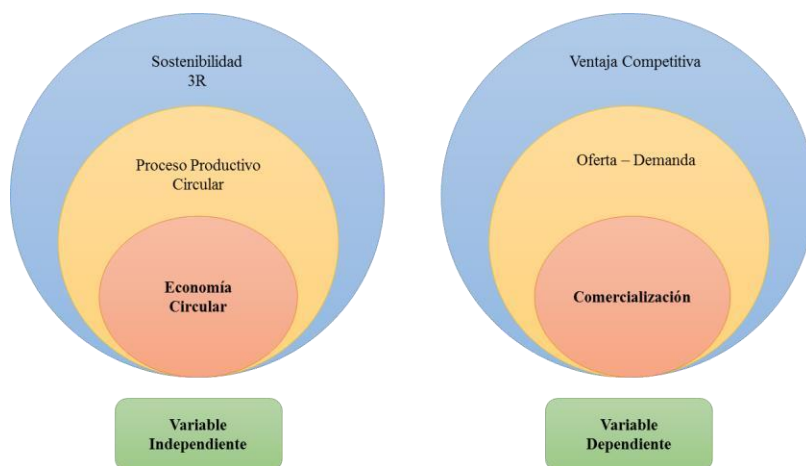 Sostenibilidad
3R
Proceso Productivo
Circular
Economía
Circular
Variable
Independiente
Ventaja Competitiva
Oferta – Demanda
Comercialización
Variable
Dependiente